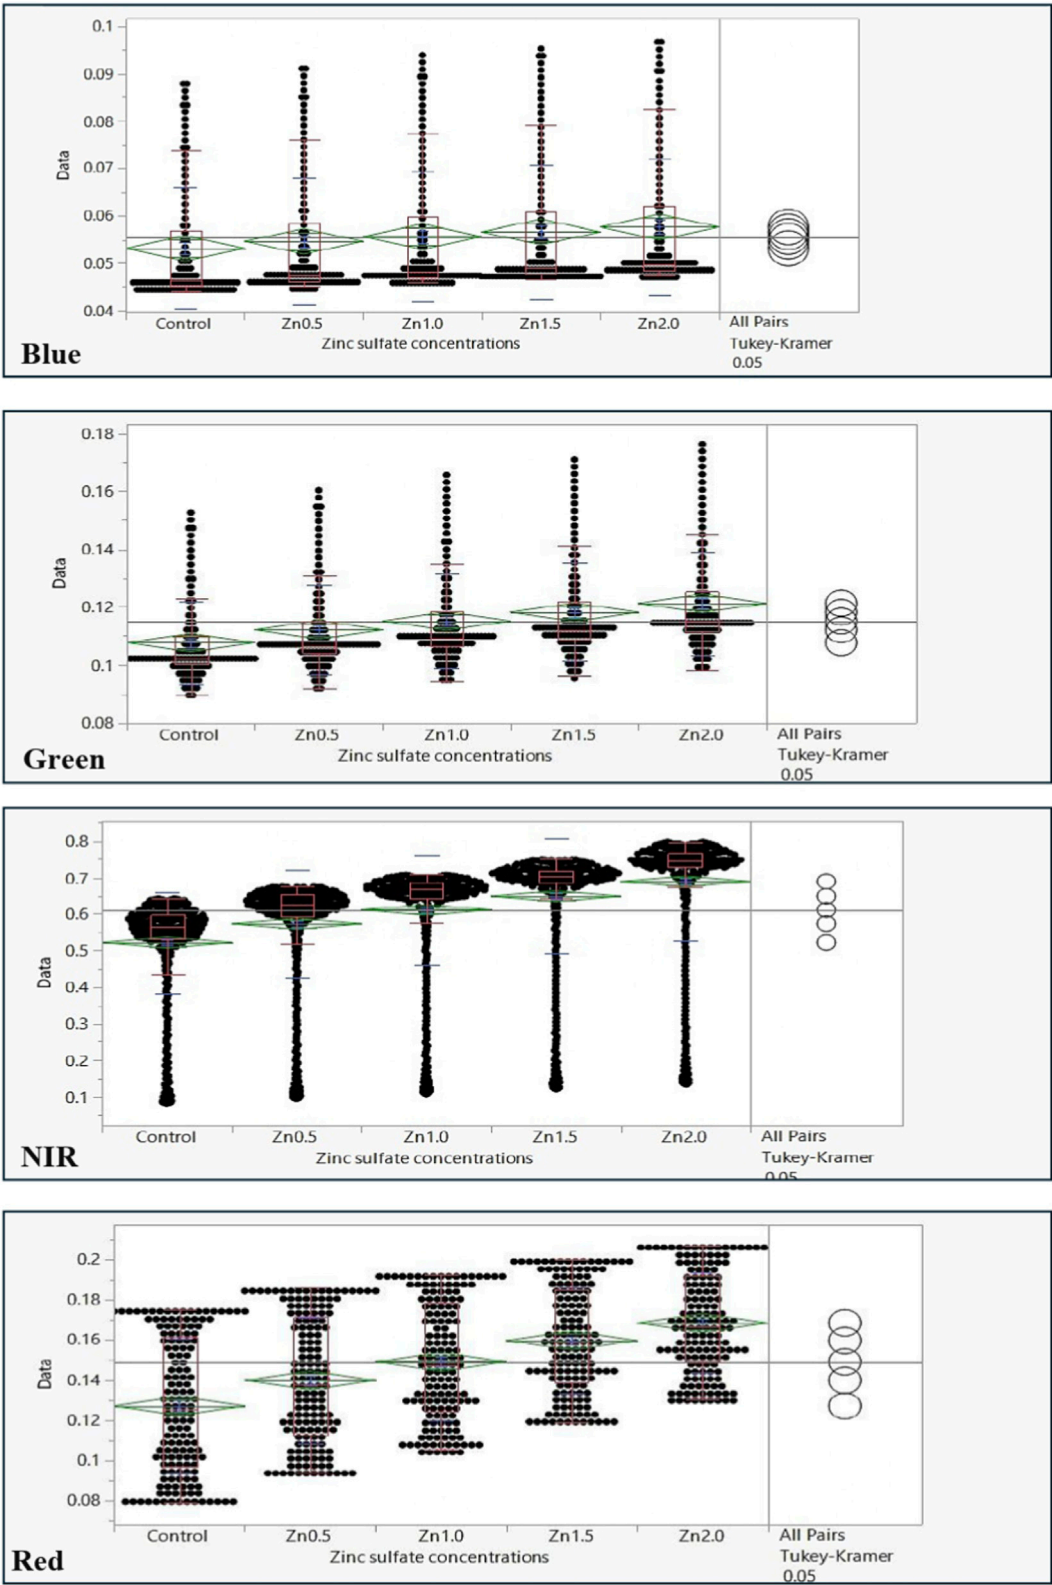 0.1
0.09
0.08
0.07
0.06
0.05
0.04
Data
Control Zn0.5 Zn1.0 Zn1.5 Zn2.0 All Pairs
Zinc sulfate concentrations Tukey-Kramer
0.05
Blue
0.18
0.16
0.14
0.12
0.1
0.08
Data
Control Zn0.5 Zn1.0 Zn1.5 Zn2.0 All Pairs
Zinc sulfate concentrations Tukey-Kramer
0.05
Green
0.8
0.7
0.6
0.5
0.4
0.3
0.2
0.1
Data
Control Zn0.5 Zn1.0 Zn1.5 Zn2.0 All Pairs
Zinc sulfate concentrations Tukey-Kramer
0.05
NIR
0.2
0.18
0.16
0.14
0.12
0.1
0.08
Data
Control Zn0.5 Zn1.0 Zn1.5 Zn2.0 All Pairs
Zinc sulfate concentrations Tukey-Kramer
0.05
Red